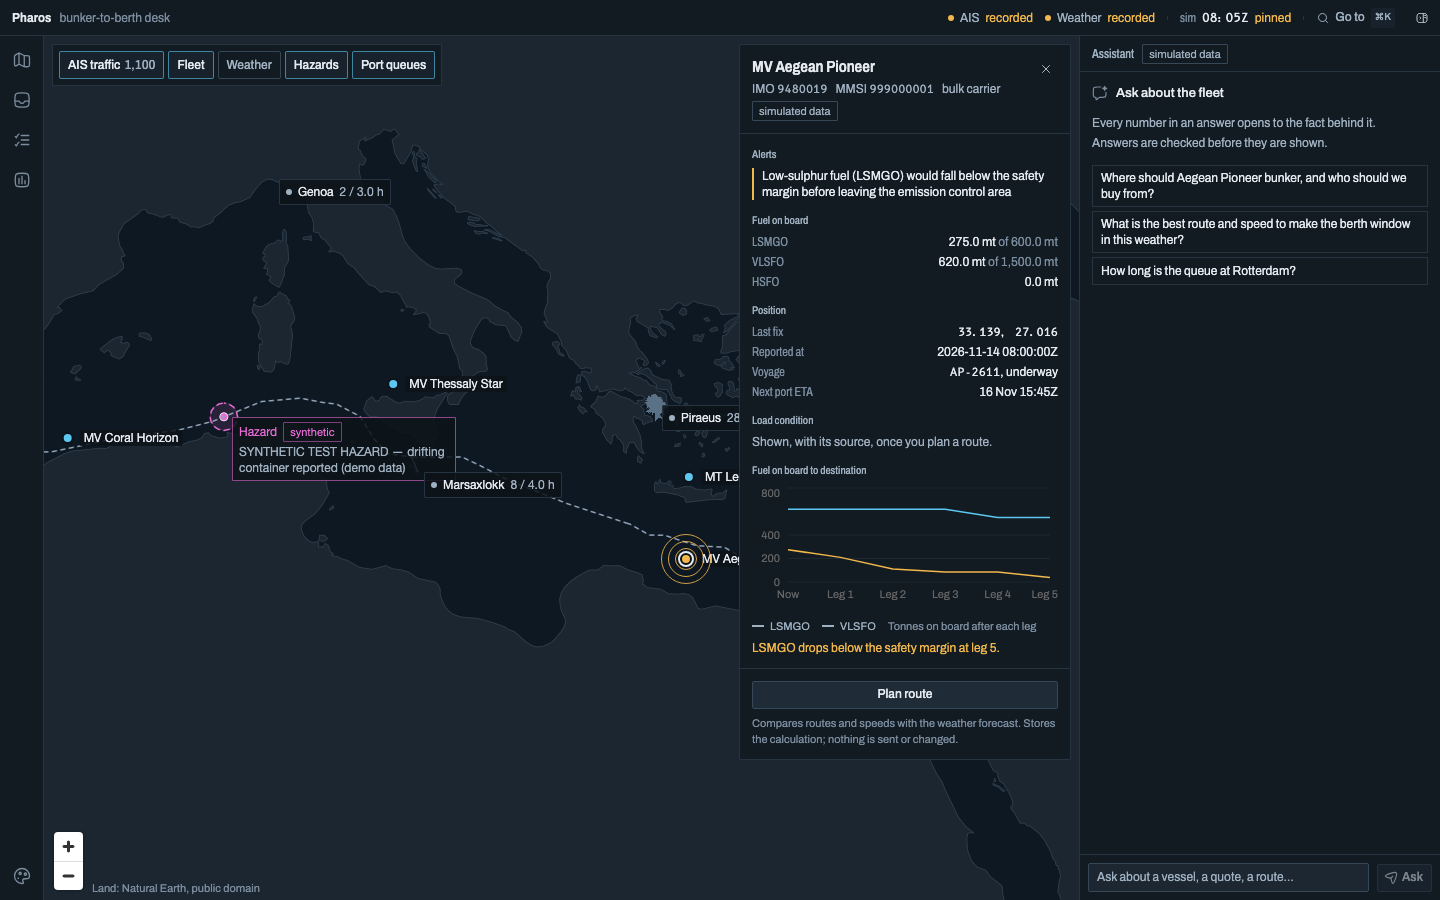 Pharos bunker-to-berth desk
AIS recorded Weather recorded sim 08:05Z pinned Go to ⌘K
AIS traffic 1,100 Fleet Weather Hazards Port queues
Genoa 2 / 3.0 h
MV Thessaly Star
MV Coral Horizon
Hazard synthetic
SYNTHETIC TEST HAZARD — drifting
container reported (demo data)
Marsaxlokk 8 / 4.0 h
Piraeus 28
MT Le
MV Aeg
+
−
Land: Natural Earth, public domain
MV Aegean Pioneer
IMO 9480019 MMSI 999000001 bulk carrier
simulated data
Alerts
Low-sulphur fuel (LSMGO) would fall below the safety
margin before leaving the emission control area
Fuel on board
LSMGO 275.0 mt of 600.0 mt
VLSFO 620.0 mt of 1,500.0 mt
HSFO 0.0 mt
Position
Last fix 33.139, 27.016
Reported at 2026-11-14 08:00:00Z
Voyage AP-2611, underway
Next port ETA 16 Nov 15:45Z
Load condition
Shown, with its source, once you plan a route.
Fuel on board to destination
800
400
200
0
Now Leg 1 Leg 2 Leg 3 Leg 4 Leg 5
LSMGO VLSFO Tonnes on board after each leg
LSMGO drops below the safety margin at leg 5.
Plan route
Compares routes and speeds with the weather forecast. Stores
the calculation; nothing is sent or changed.
Assistant simulated data
Ask about the fleet
Every number in an answer opens to the fact behind it.
Answers are checked before they are shown.
Where should Aegean Pioneer bunker, and who should we
buy from?
What is the best route and speed to make the berth window
in this weather?
How long is the queue at Rotterdam?
Ask about a vessel, a quote, a route... Ask